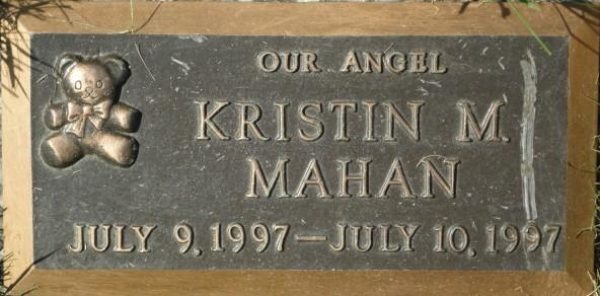 OUR ANGEL
KRISTIN M.
MAHAN
JULY 9, 1997 — JULY 10, 1997